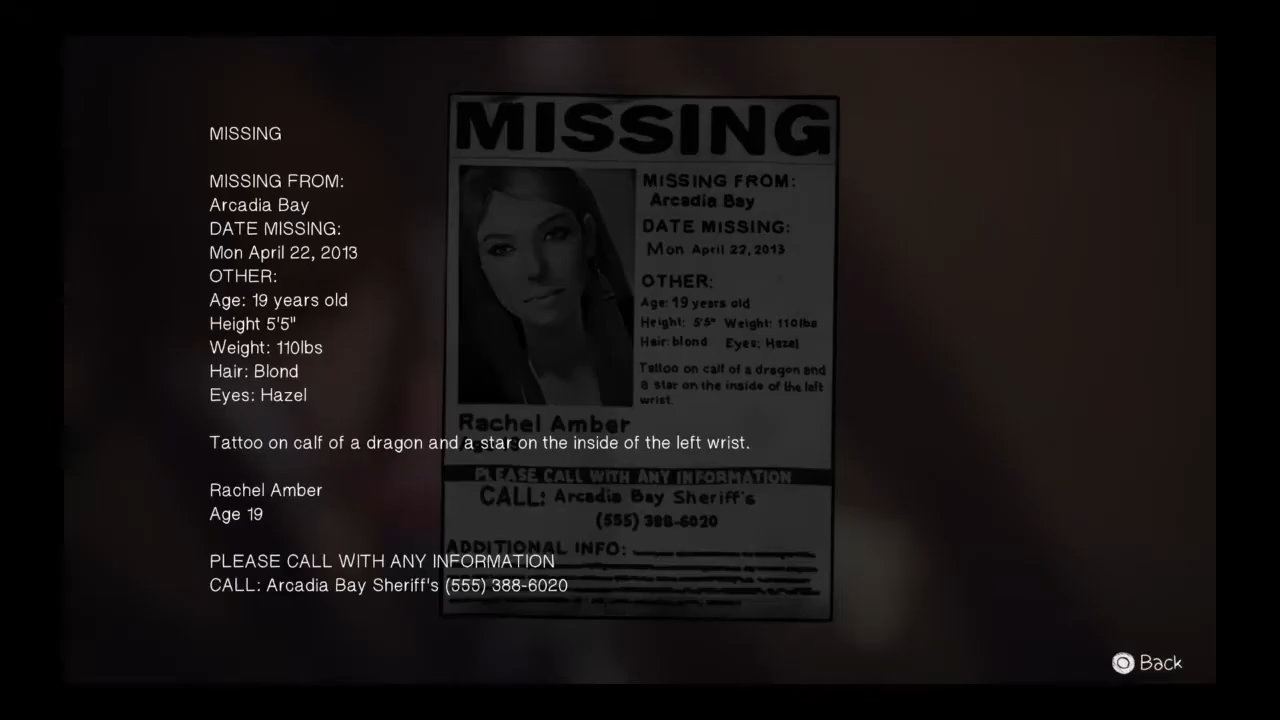 MISSING
MISSING FROM:
Arcadia Bay
DATE MISSING:
Mon April 22, 2013
OTHER:
Age: 19 years old
Height 5'5"
Weight: 110lbs
Hair: Blond
Eyes: Hazel
Tattoo on calf of a dragon and a star on the inside of the left wrist.
Rachel Amber
Age 19
PLEASE CALL WITH ANY INFORMATION
CALL: Arcadia Bay Sheriff's (555) 388-6020
MISSING
MISSING FROM:
Arcadia Bay
DATE MISSING:
Mon April 22, 2013
OTHER:
Age: 19 years old
Height: 5'5" Weight: 110lbs
Hair: blond Eyes: Hazel
Tattoo on calf of a dragon and
a star on the inside of the left
wrist.
Rachel Amber
PLEASE CALL WITH ANY INFORMATION
CALL: Arcadia Bay Sheriff's
(555) 388-6020
ADDITIONAL INFO:
Back